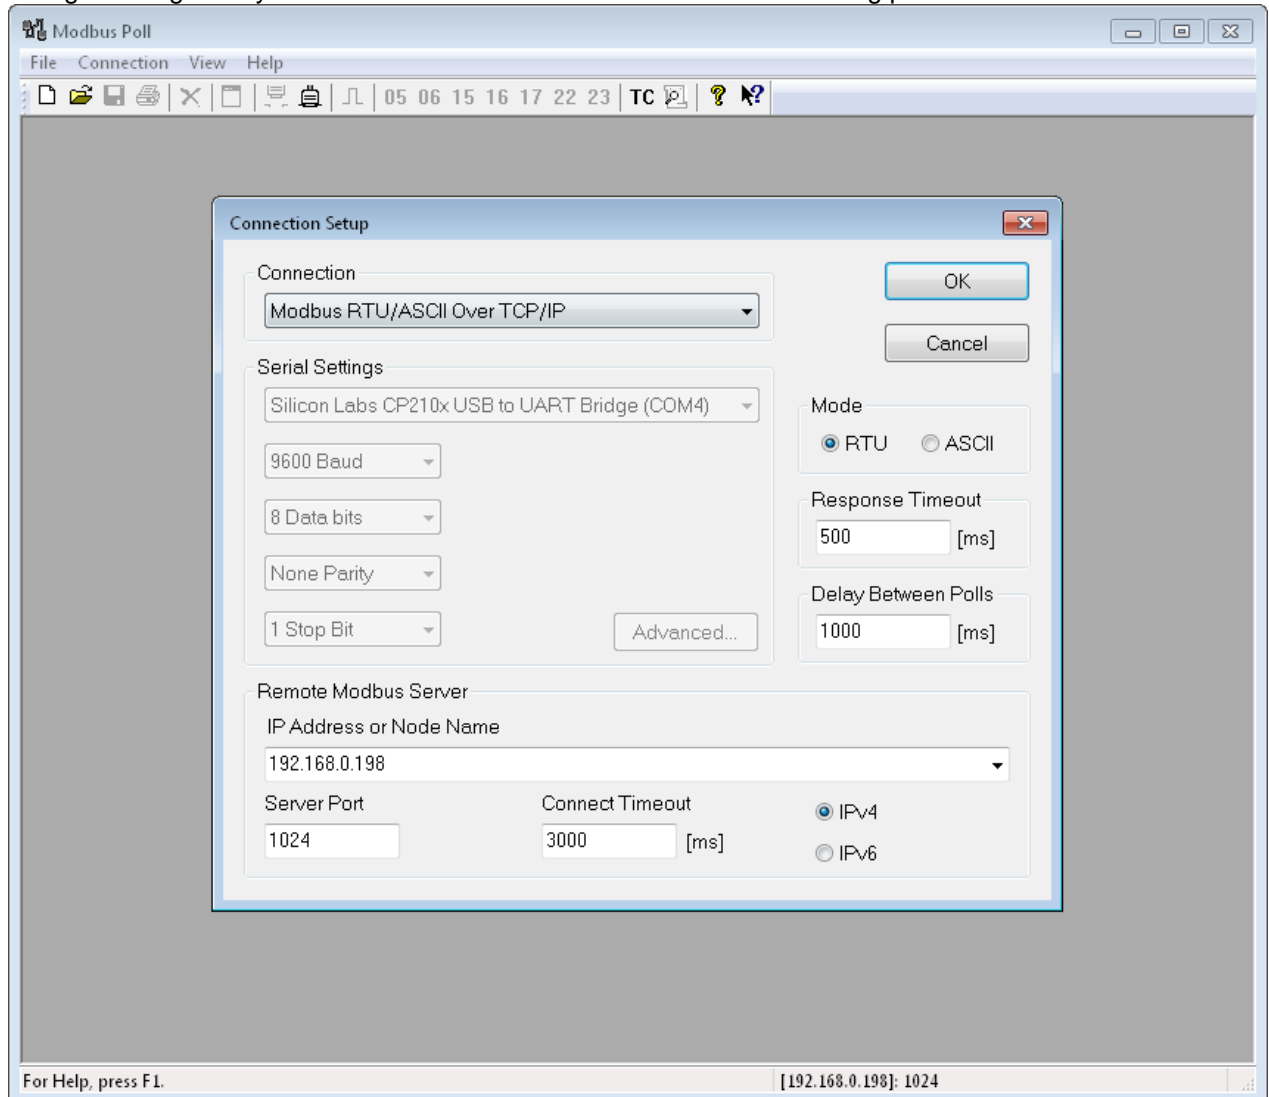 Modbus Poll
File Connection View Help
05 06 15 16 17 22 23 TC
Connection Setup
Connection
Modbus RTU/ASCII Over TCP/IP
OK
Cancel
Serial Settings
Silicon Labs CP210x USB to UART Bridge (COM4)
9600 Baud
8 Data bits
None Parity
1 Stop Bit
Advanced...
Mode
RTU ASCII
Response Timeout
500 [ms]
Delay Between Polls
1000 [ms]
Remote Modbus Server
IP Address or Node Name
192.168.0.198
Server Port Connect Timeout
1024 3000 [ms]
IPv4
IPv6
For Help, press F1. [192.168.0.198]: 1024